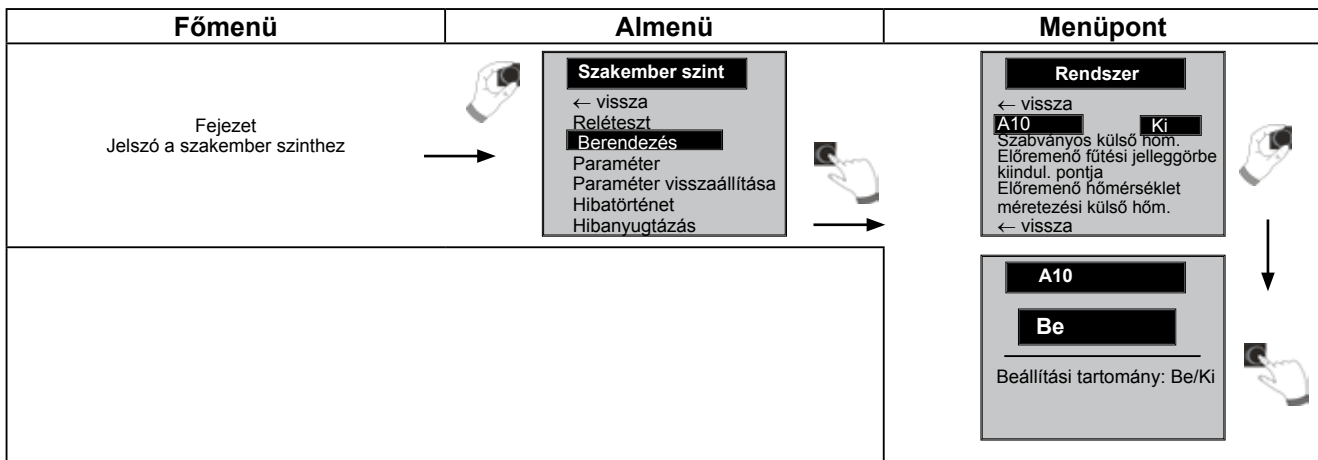 Főmenü
Almenü
Menüpont
Fejezet
Jelszó a szakember szinthez
Szakember szint
← vissza
Reléteszt
Berendezés
Paraméter
Paraméter visszaállítása
Hibatörténet
Hibanyugtázás
Rendszer
← vissza
A10 Ki
Szabványos külső hőm.
Előremenő fűtési jelleggörbe
kiindul. pontja
Előremenő hőmérséklet
méretezési külső hőm.
← vissza
A10
Be
Beállítási tartomány: Be/Ki